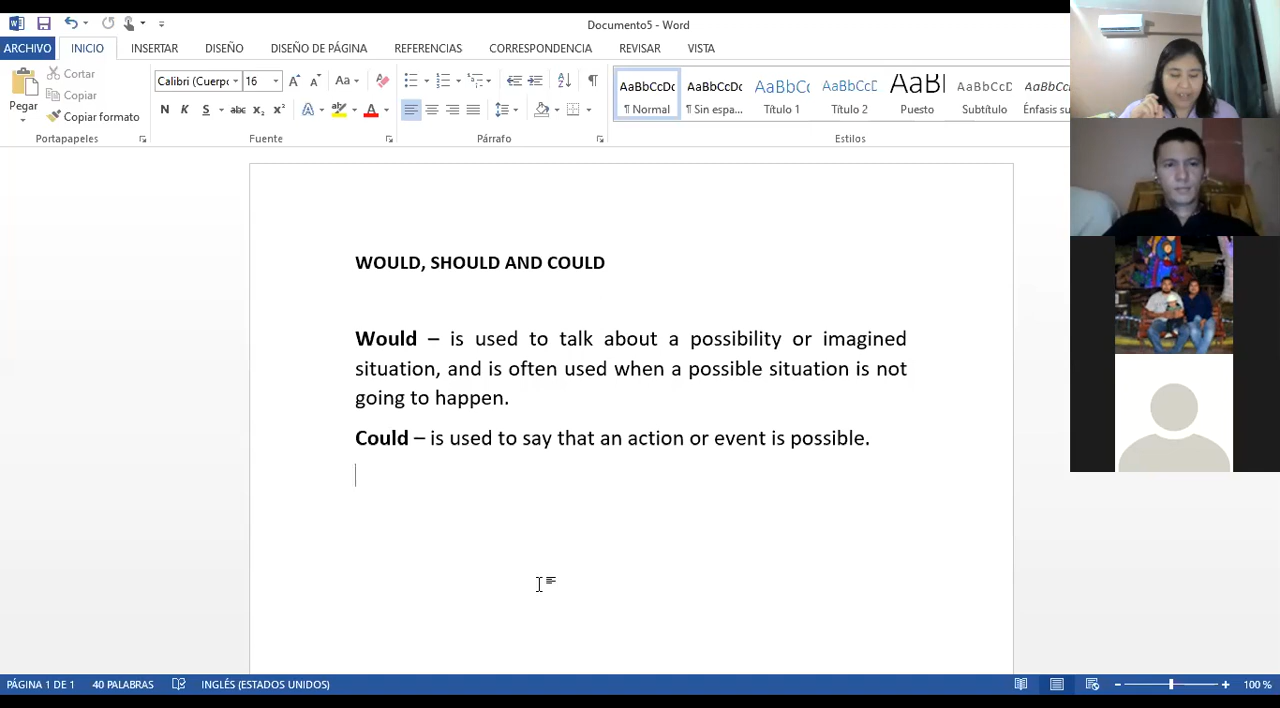 Documento5 - Word
ARCHIVO INICIO INSERTAR DISEÑO DISEÑO DE PÁGINA REFERENCIAS CORRESPONDENCIA REVISAR VISTA
Pegar
Cortar
Copiar
Copiar formato
Portapapeles
Calibri (Cuerpo 16
Aa
N K S abc x₂ x²
A A
Fuente
Párrafo
AaBbCcDc AaBbCcDc AaBbCc AaBbCcD AaBl AaBbCcD AaBbCcD
¶ Normal ¶ Sin espa... Título 1 Título 2 Puesto Subtítulo Énfasis su
Estilos
WOULD, SHOULD AND COULD
Would – is used to talk about a possibility or imagined
situation, and is often used when a possible situation is not
going to happen.
Could – is used to say that an action or event is possible.
PÁGINA 1 DE 1 40 PALABRAS INGLÉS (ESTADOS UNIDOS) 100 %